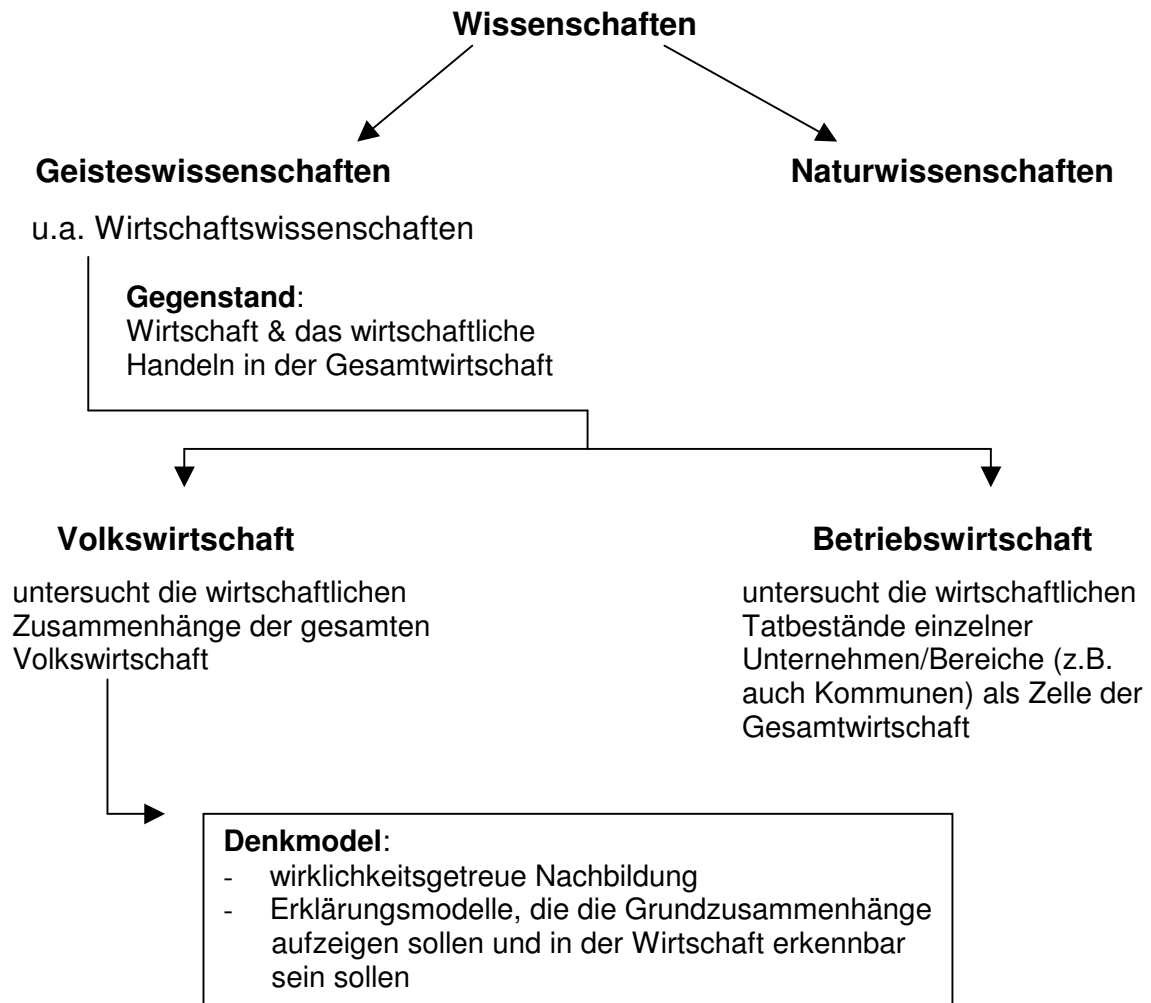 Wissenschaften
Geisteswissenschaften
Naturwissenschaften
u.a. Wirtschaftswissenschaften
Gegenstand:
Wirtschaft & das wirtschaftliche
Handeln in der Gesamtwirtschaft
Volkswirtschaft
untersucht die wirtschaftlichen
Zusammenhänge der gesamten
Volkswirtschaft
Betriebswirtschaft
untersucht die wirtschaftlichen
Tatbestände einzelner
Unternehmen/Bereiche (z.B.
auch Kommunen) als Zelle der
Gesamtwirtschaft
Denkmodel:
- wirklichkeitsgetreue Nachbildung
- Erklärungsmodelle, die die Grundzusammenhänge
aufzeigen sollen und in der Wirtschaft erkennbar
sein sollen